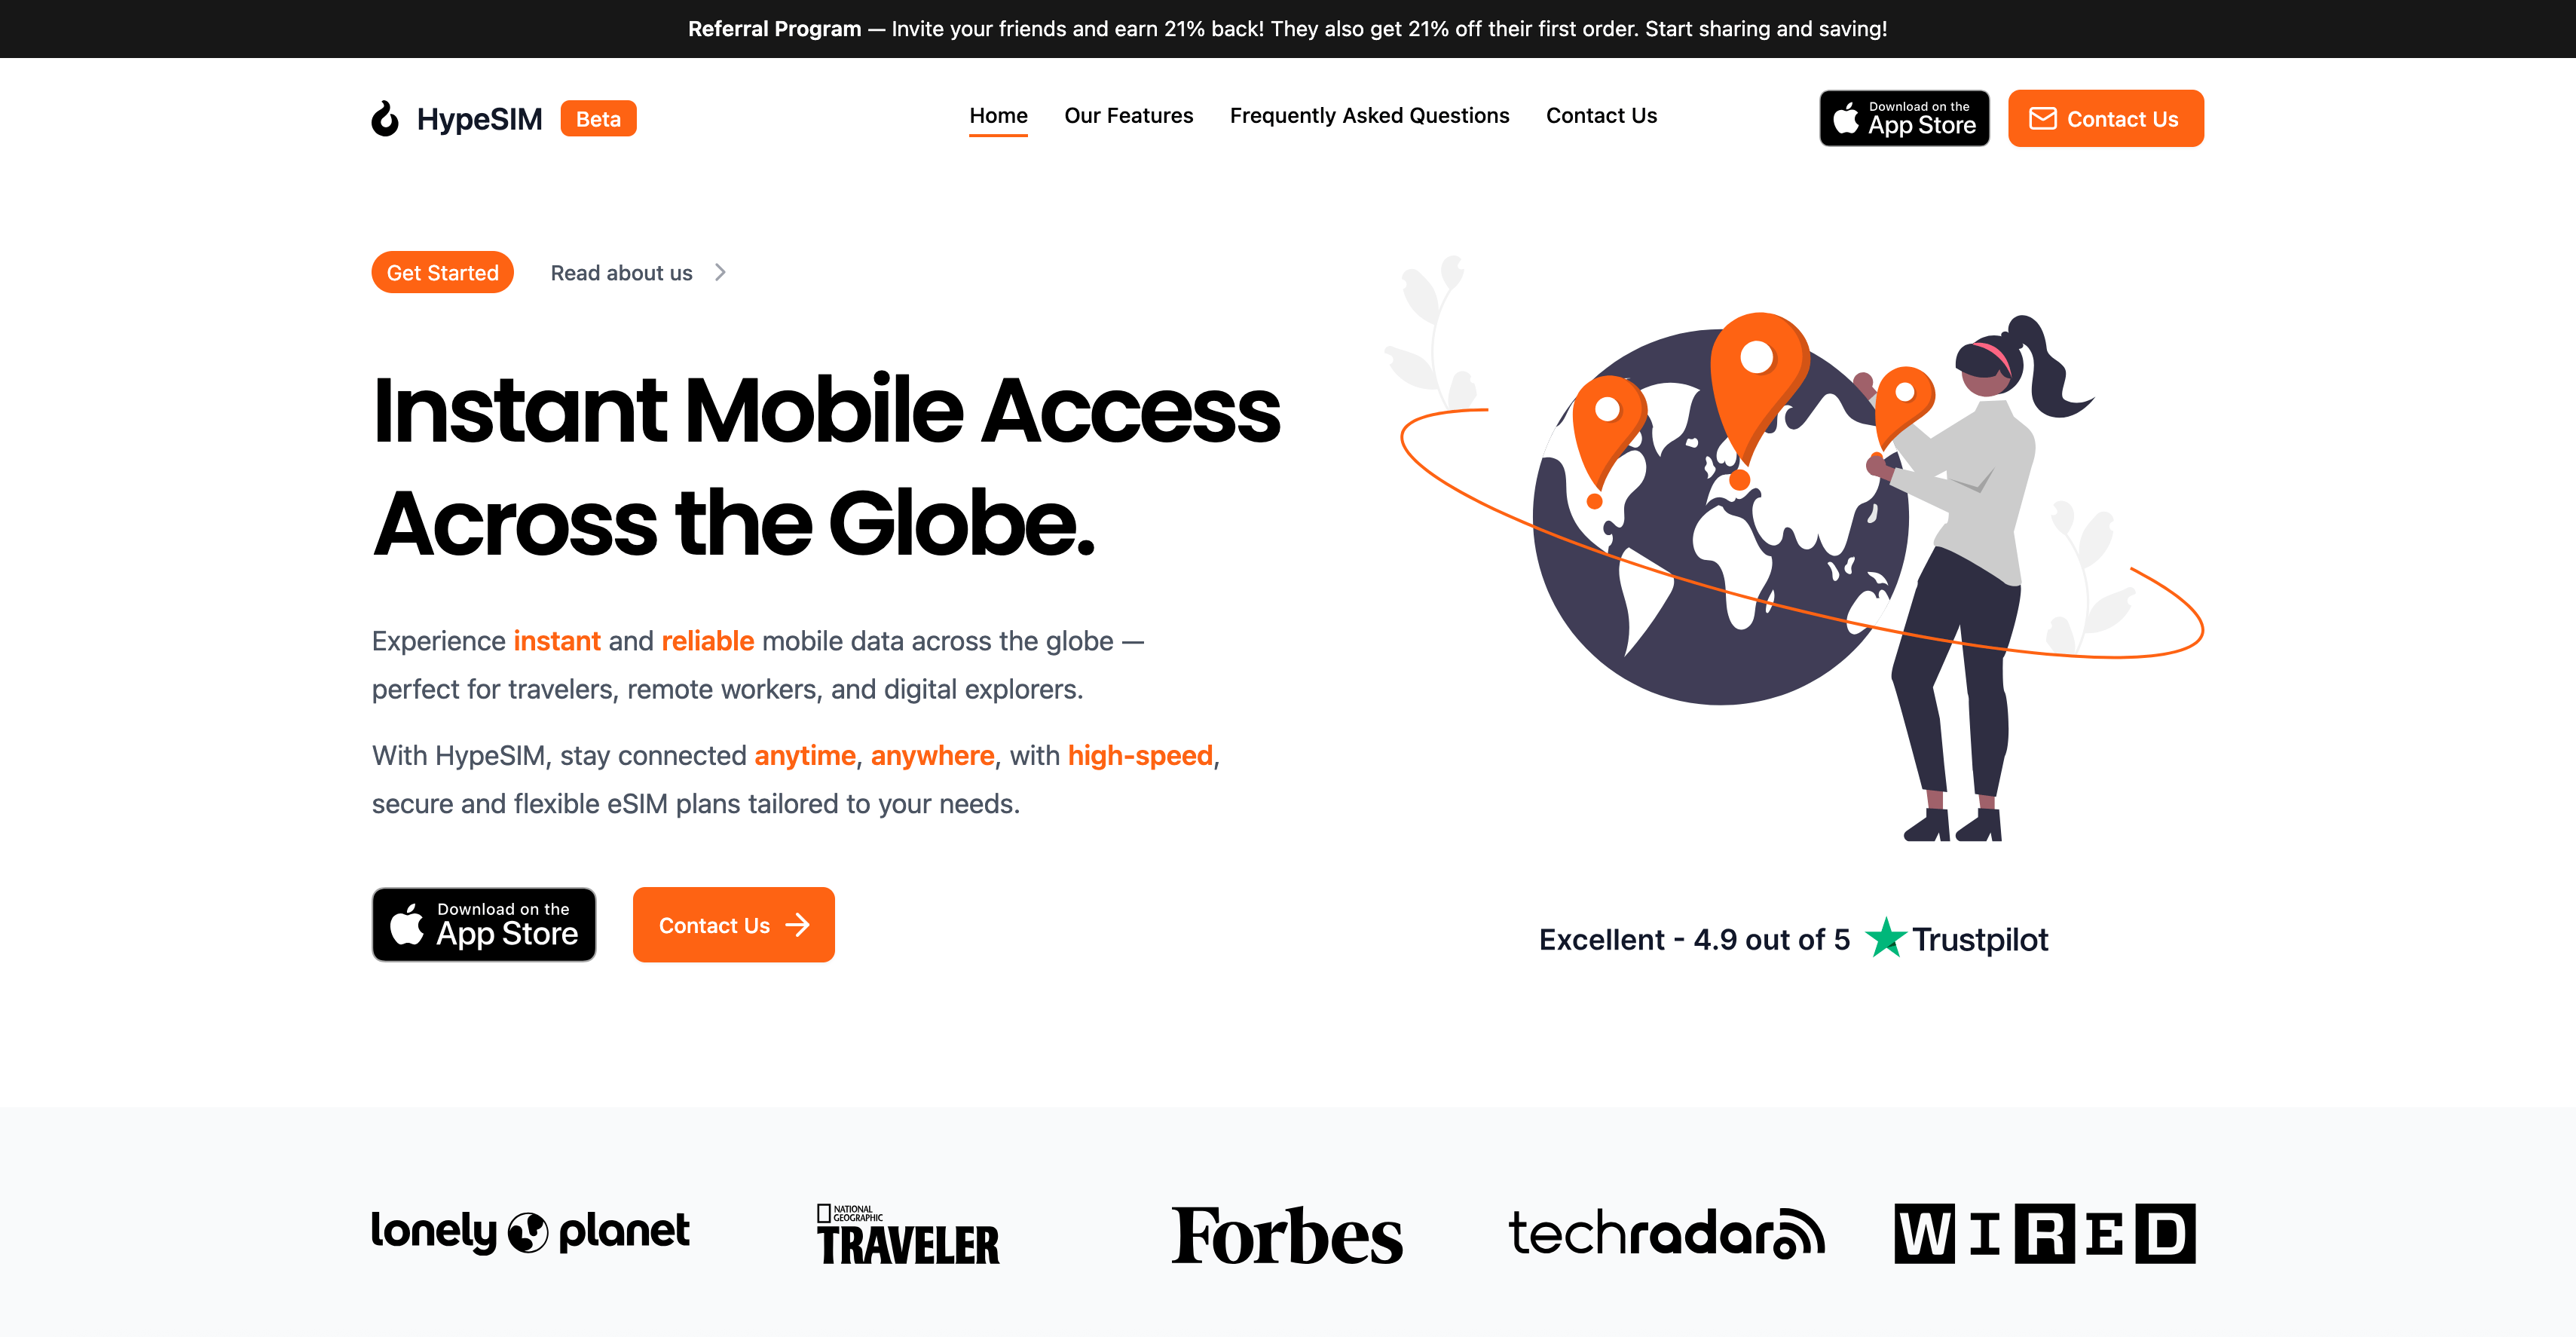 Referral Program — Invite your friends and earn 21% back! They also get 21% off their first order. Start sharing and saving!
HypeSIM Beta
Home Our Features Frequently Asked Questions Contact Us
Download on the
App Store
Contact Us
Get Started Read about us
Instant Mobile Access
Across the Globe.
Experience instant and reliable mobile data across the globe —
perfect for travelers, remote workers, and digital explorers.
With HypeSIM, stay connected anytime, anywhere, with high-speed,
secure and flexible eSIM plans tailored to your needs.
Download on the
App Store
Contact Us
Excellent - 4.9 out of 5 Trustpilot
lonely planet
NATIONAL
GEOGRAPHIC
TRAVELER
Forbes
techradar
WIRED